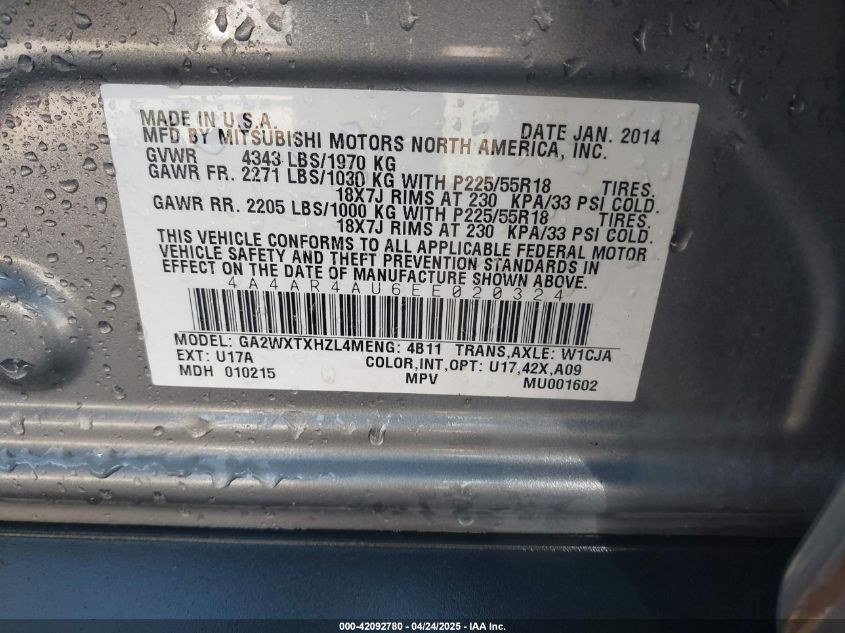 MADE IN U.S.A.
DATE JAN. 2014
MFD BY MITSUBISHI MOTORS NORTH AMERICA, INC.
GVWR 4343 LBS/1970 KG
GAWR FR. 2271 LBS/1030 KG WITH P225/55R18 TIRES.
18X7J RIMS AT 230 KPA/33 PSI COLD.
GAWR RR. 2205 LBS/1000 KG WITH P225/55R18 TIRES.
18X7J RIMS AT 230 KPA/33 PSI COLD.
THIS VEHICLE CONFORMS TO ALL APPLICABLE FEDERAL MOTOR
VEHICLE SAFETY AND THEFT PREVENTION STANDARDS IN
EFFECT ON THE DATE OF MANUFACTURE SHOWN ABOVE.
4A4AR4AU6EE020324
MODEL: GA2WXTXHZL4MENG: 4B11 TRANS,AXLE: W1CJA
EXT: U17A COLOR,INT,OPT: U17,42X,A09
MDH 010215 MPV MU001602
000-42092780 - 04/24/2025 - IAA, Inc.